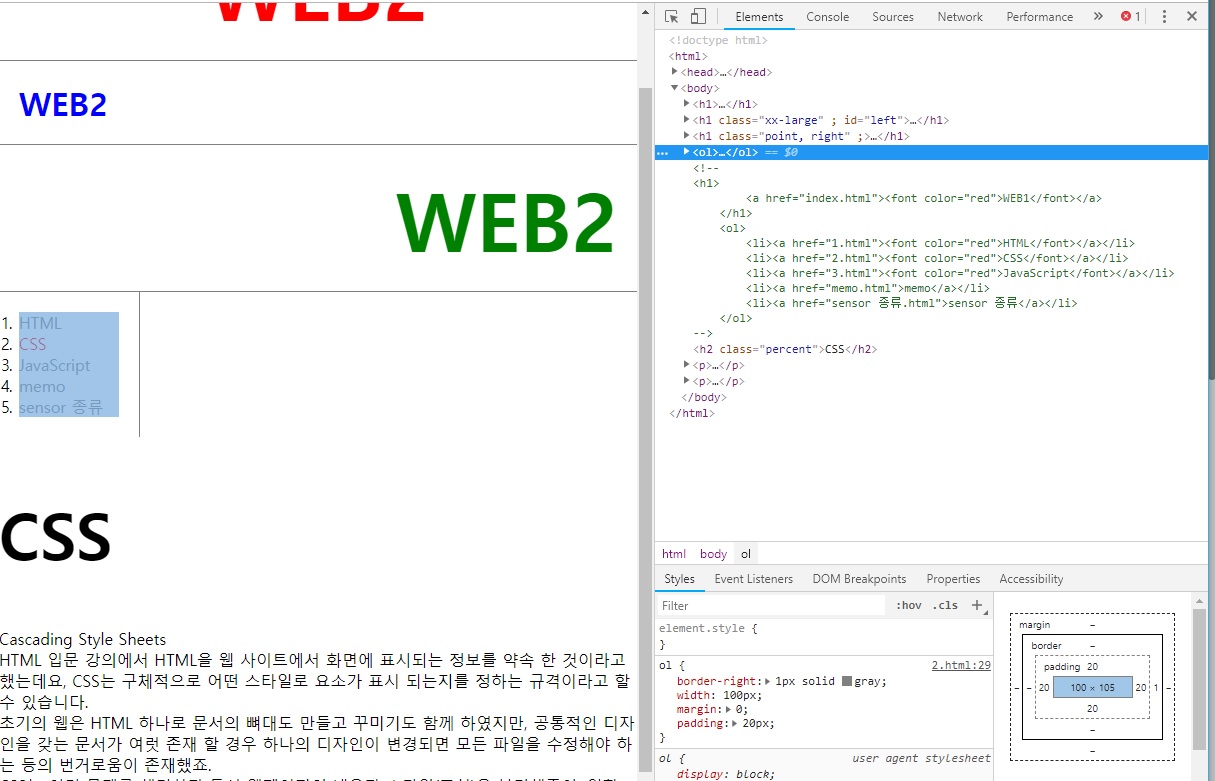 WEB2
WEB2
WEB2
1. HTML
2. CSS
3. JavaScript
4. memo
5. sensor 종류
CSS
Cascading Style Sheets
HTML 입문 강의에서 HTML을 웹 사이트에서 화면에 표시되는 정보를 약속 한 것이라고
했는데요, CSS는 구체적으로 어떤 스타일로 요소가 표시 되는지를 정하는 규격이라고 할
수 있습니다.
초기의 웹은 HTML 하나로 문서의 뼈대도 만들고 꾸미기도 함께 하였지만, 공통적인 디자
인을 갖는 문서가 여럿 존재 할 경우 하나의 디자인이 변경되면 모든 파일을 수정해야 하
는 등의 번거로움이 존재했죠.
Elements Console Sources Network Performance » 1
<!doctype html>
<html>
<head>…</head>
<body>
<h1>…</h1>
<h1 class="xx-large" ; id="left">…</h1>
<h1 class="point, right" ;>…</h1>
… <ol>…</ol> == $0
<!--
<h1>
<a href="index.html"><font color="red">WEB1</font></a>
</h1>
<ol>
<li><a href="1.html"><font color="red">HTML</font></a></li>
<li><a href="2.html"><font color="red">CSS</font></a></li>
<li><a href="3.html"><font color="red">JavaScript</font></a></li>
<li><a href="memo.html">memo</a></li>
<li><a href="sensor 종류.html">sensor 종류</a></li>
</ol>
-->
<h2 class="percent">CSS</h2>
<p>…</p>
<p>…</p>
</body>
</html>
html body ol
Styles Event Listeners DOM Breakpoints Properties Accessibility
Filter :hov .cls +
element.style {
}
ol { 2.html:29
border-right: 1px solid gray;
width: 100px;
margin: 0;
padding: 20px;
}
ol { user agent stylesheet
display: block;
margin –
border –
padding 20
– – 20 100 × 105 20 1 –
20
–
–